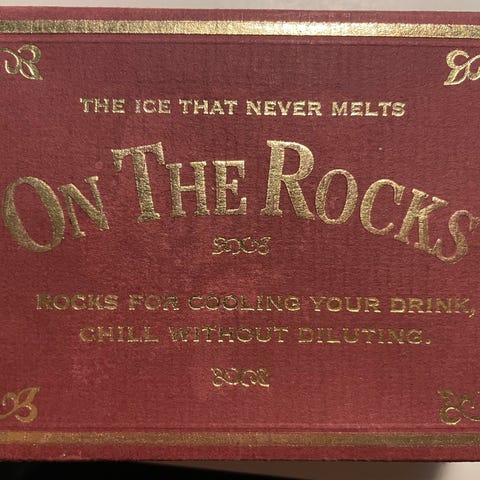 THE ICE THAT NEVER MELTS
ON THE ROCKS
ROCKS FOR COOLING YOUR DRINK,
CHILL WITHOUT DILUTING.